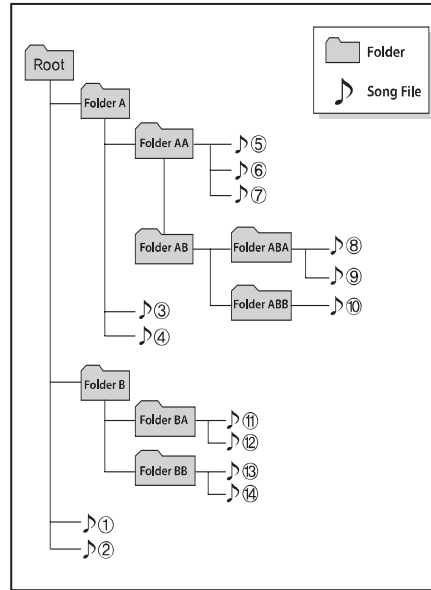 Root
Folder
Song File
Folder A
Folder AA
⑤
⑥
⑦
Folder AB
Folder ABA
⑧
⑨
Folder ABB
⑩
③
④
Folder B
Folder BA
⑪
⑫
Folder BB
⑬
⑭
①
②